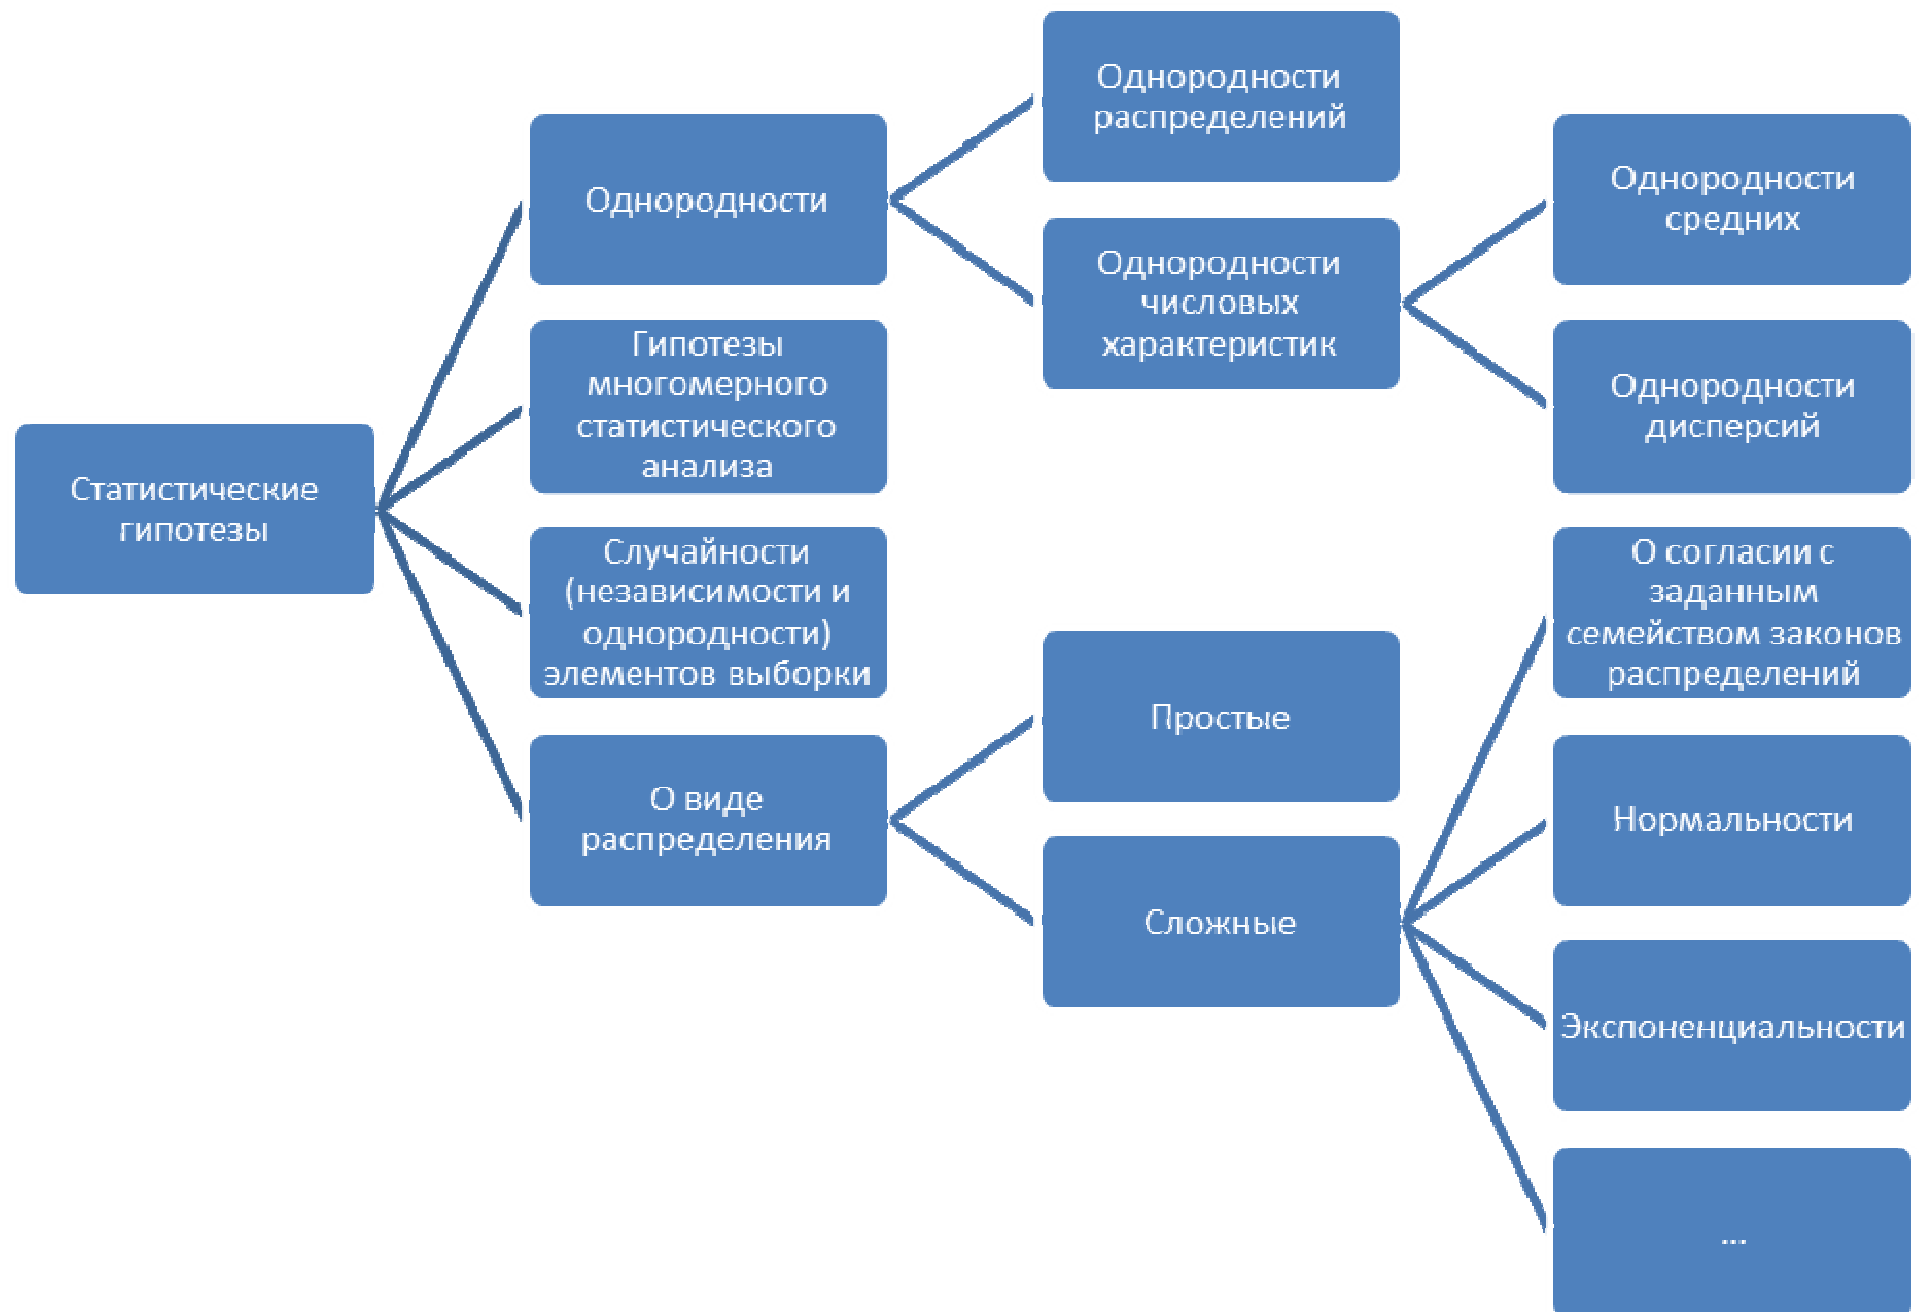 Статистические
гипотезы
Однородности
Гипотезы
многомерного
статистического
анализа
Случайности
(независимости и
однородности)
элементов выборки
О виде
распределения
Однородности
распределений
Однородности
числовых
характеристик
Простые
Сложные
Однородности
средних
Однородности
дисперсий
О согласии с
заданным
семейством законов
распределений
Нормальности
Экспоненциальности
...